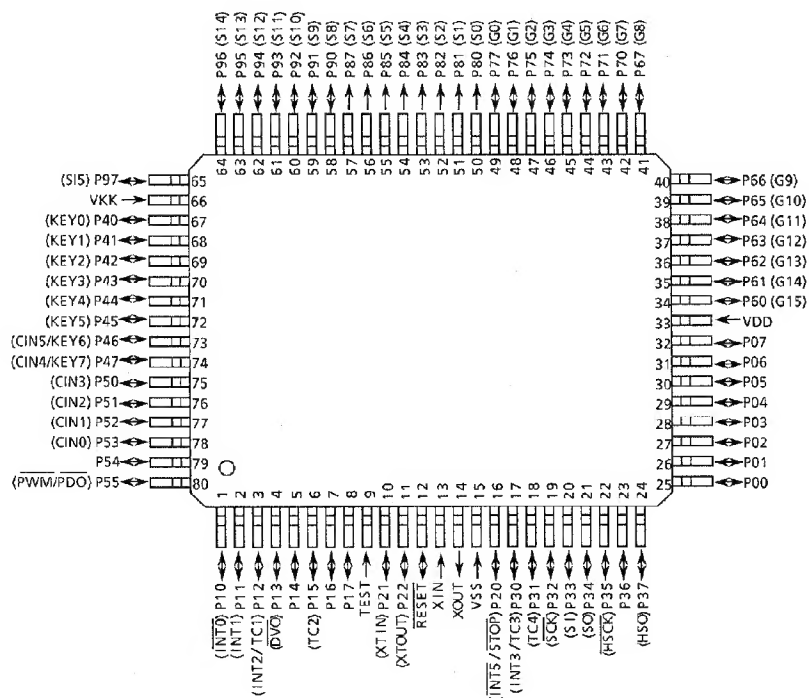 P96 (S14)
P95 (S13)
P94 (S12)
P93 (S11)
P92 (S10)
P91 (S9)
P90 (S8)
P87 (S7)
P86 (S6)
P85 (S5)
P84 (S4)
P83 (S3)
P82 (S2)
P81 (S1)
P80 (S0)
P77 (G0)
P76 (G1)
P75 (G2)
P74 (G3)
P73 (G4)
P72 (G5)
P71 (G6)
P70 (G7)
P67 (G8)
64 63 62 61 60 59 58 57 56 55 54 53 52 51 50 49 48 47 46 45 44 43 42 41
(SI5) P97 65
VKK 66
(KEY0) P40 67
(KEY1) P41 68
(KEY2) P42 69
(KEY3) P43 70
(KEY4) P44 71
(KEY5) P45 72
(CIN5/KEY6) P46 73
(CIN4/KEY7) P47 74
(CIN3) P50 75
(CIN2) P51 76
(CIN1) P52 77
(CIN0) P53 78
P54 79
(PWM/PDO) P55 80
40 P66 (G9)
39 P65 (G10)
38 P64 (G11)
37 P63 (G12)
36 P62 (G13)
35 P61 (G14)
34 P60 (G15)
33 VDD
32 P07
31 P06
30 P05
29 P04
28 P03
27 P02
26 P01
25 P00
1 2 3 4 5 6 7 8 9 10 11 12 13 14 15 16 17 18 19 20 21 22 23 24
(INT0) P10
(INT1) P11
(INT2/TC1) P12
(DVO) P13
P14
(TC2) P15
P16
P17
TEST
(XTIN) P21
(XTOUT) P22
RESET
XIN
XOUT
VSS
(INT5/STOP) P20
(INT3/TC3) P30
(TC4) P31
(SCK) P32
(SI) P33
(SO) P34
(HSCK) P35
P36
(HSO) P37